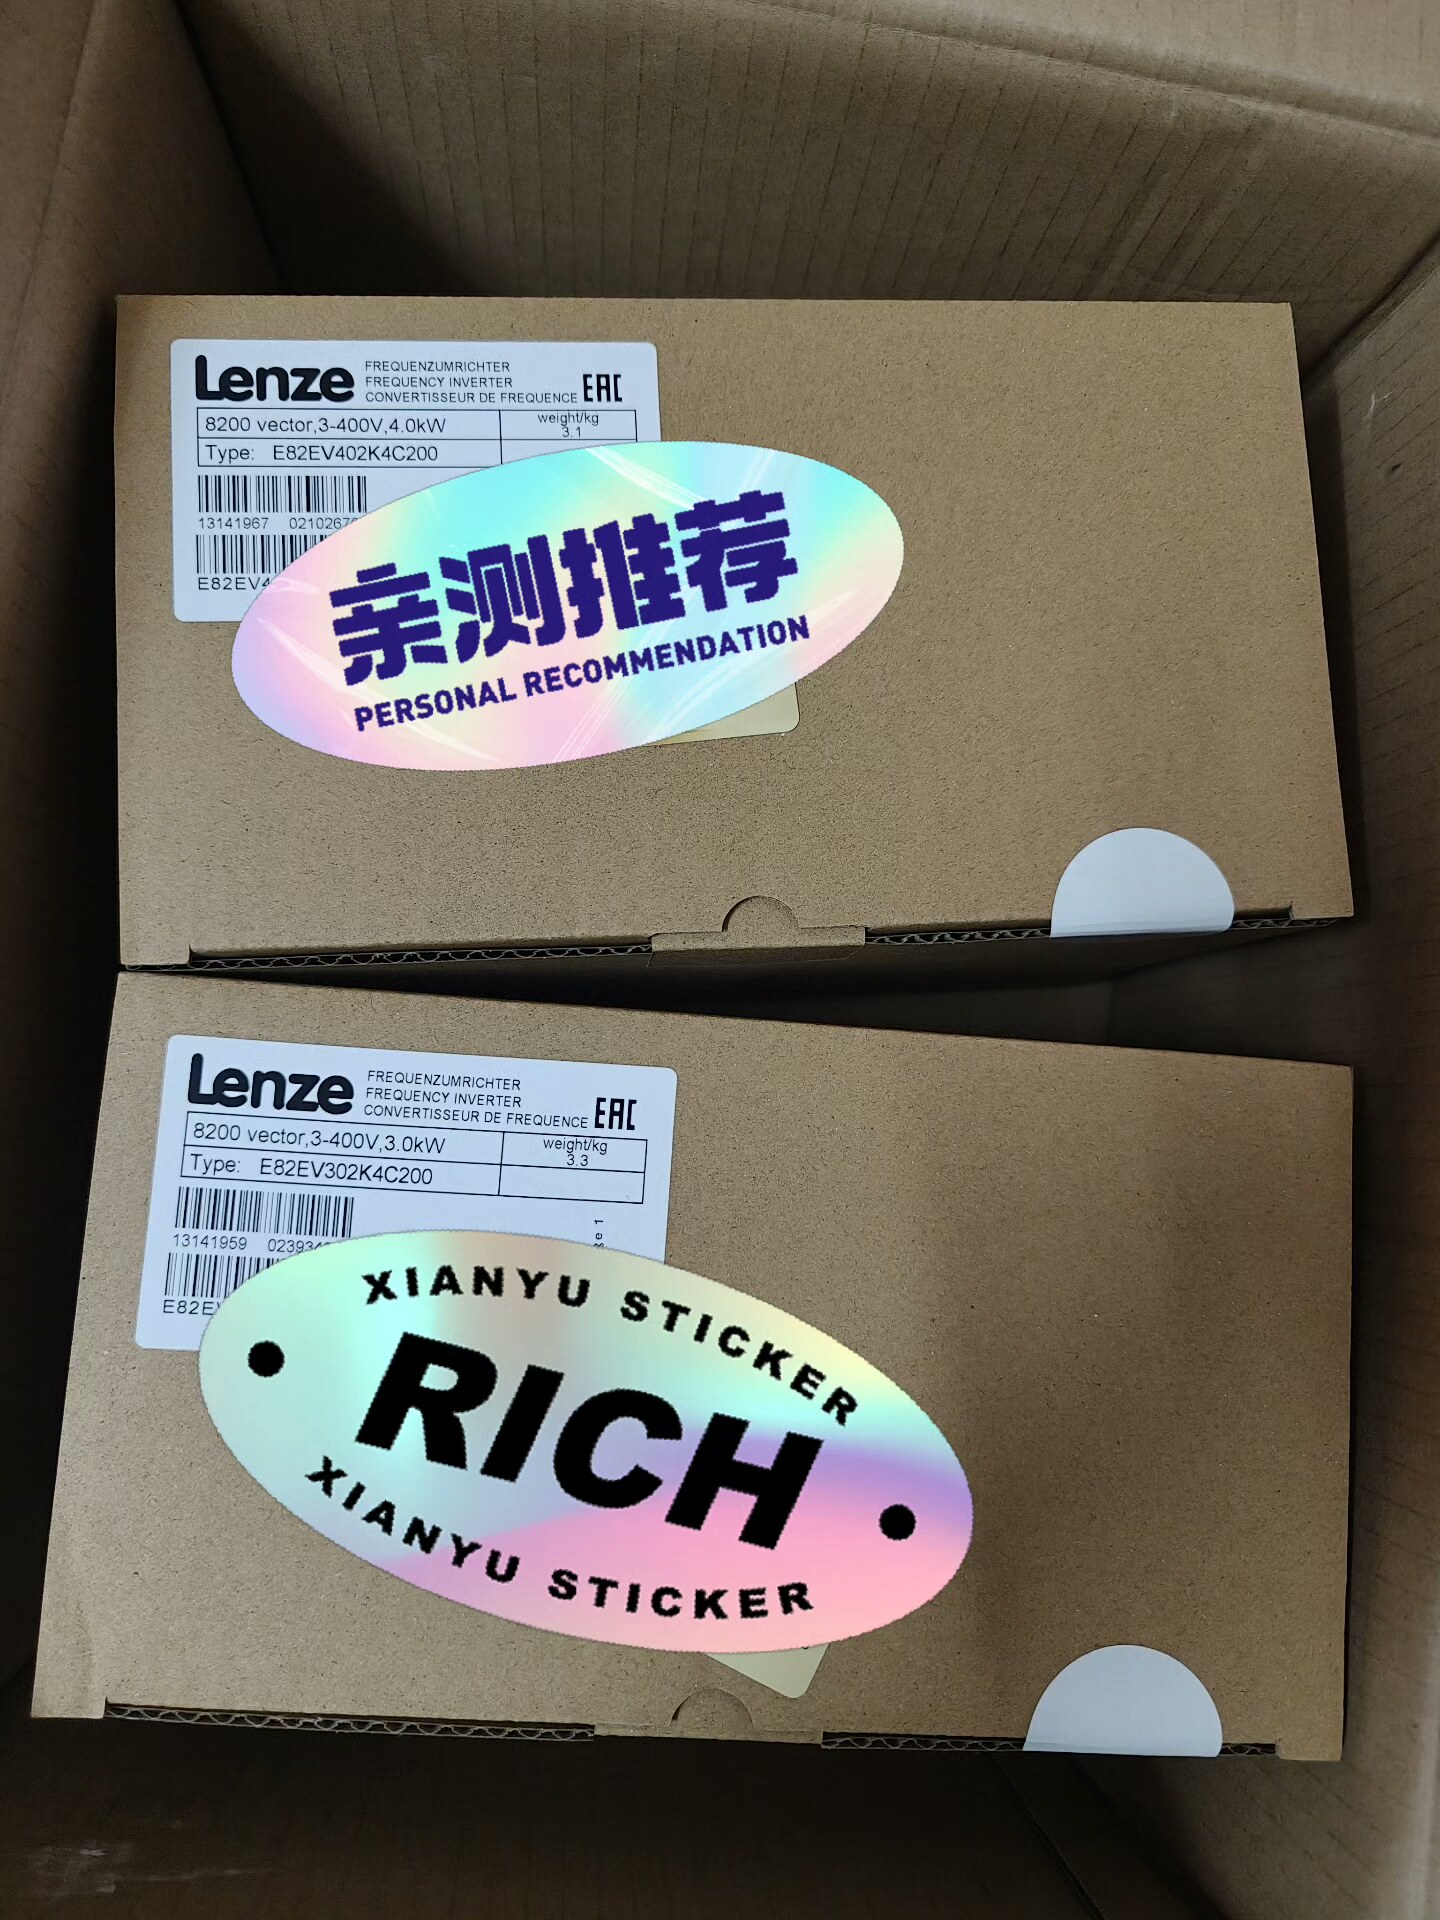 Lenze
FREQUENZUMRICHTER
FREQUENCY INVERTER
CONVERTISSEUR DE FREQUENCE
EAC
8200 vector,3-400V,4.0kW
weight/kg
3.1
Type: E82EV402K4C200
13141967
亲测推荐
PERSONAL RECOMMENDATION
Lenze
FREQUENZUMRICHTER
FREQUENCY INVERTER
CONVERTISSEUR DE FREQUENCE
EAC
8200 vector,3-400V,3.0kW
weight/kg
3.3
Type: E82EV302K4C200
13141959
XIANYU STICKER
• RICH •
XIANYU STICKER